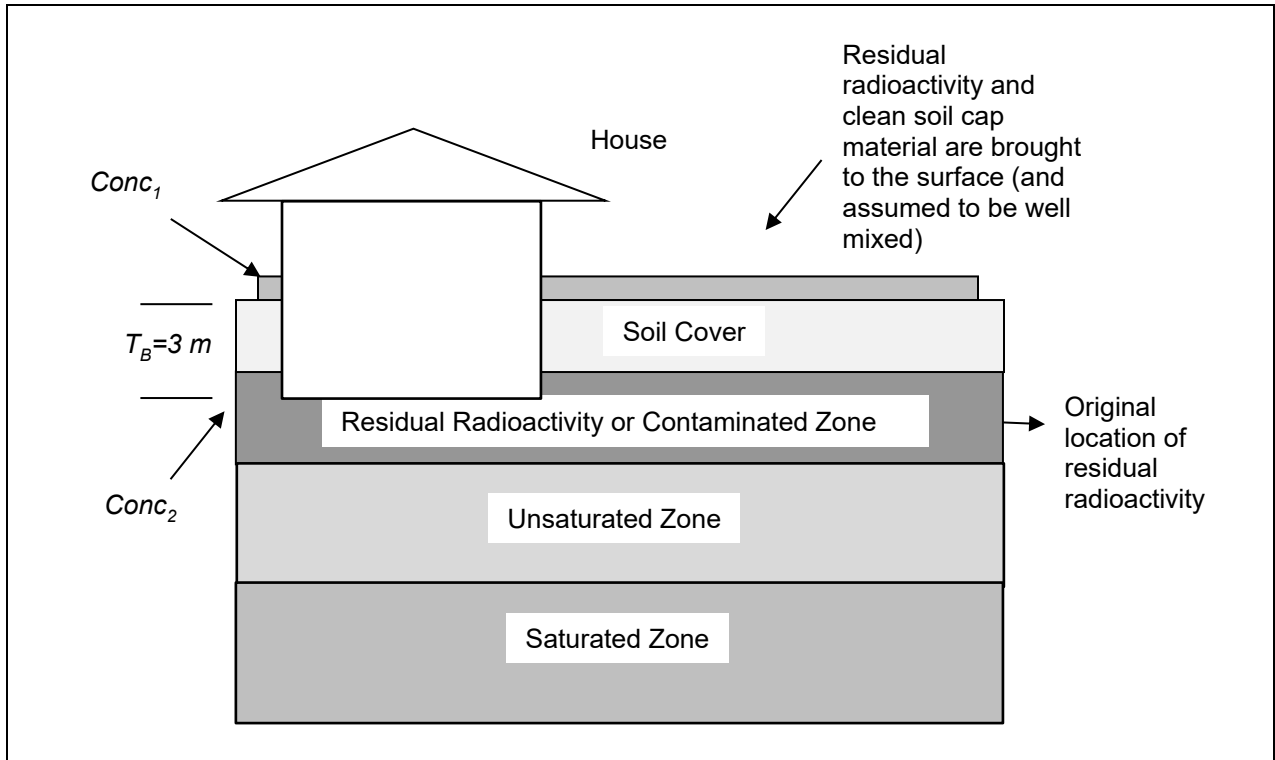 Residual
radioactivity and
clean soil cap
material are brought
to the surface (and
assumed to be well
mixed)
House
Conc₁
Soil Cover
T_B=3 m
Residual Radioactivity or Contaminated Zone
Original
location of
residual
radioactivity
Conc₂
Unsaturated Zone
Saturated Zone